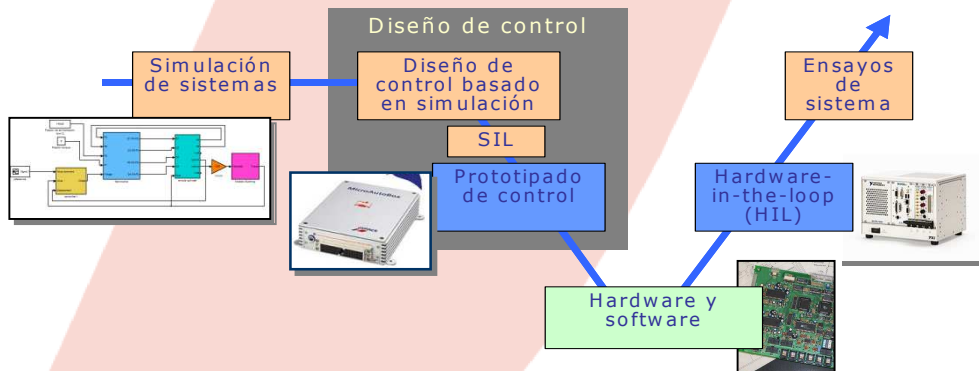 Diseño de control
Simulación
de sistemas
Diseño de
control basado
en simulación
SIL
Prototipado
de control
Hardware y
software
Hardware-
in-the-loop
(HIL)
Ensayos
de
sistema
MicroAutoBox